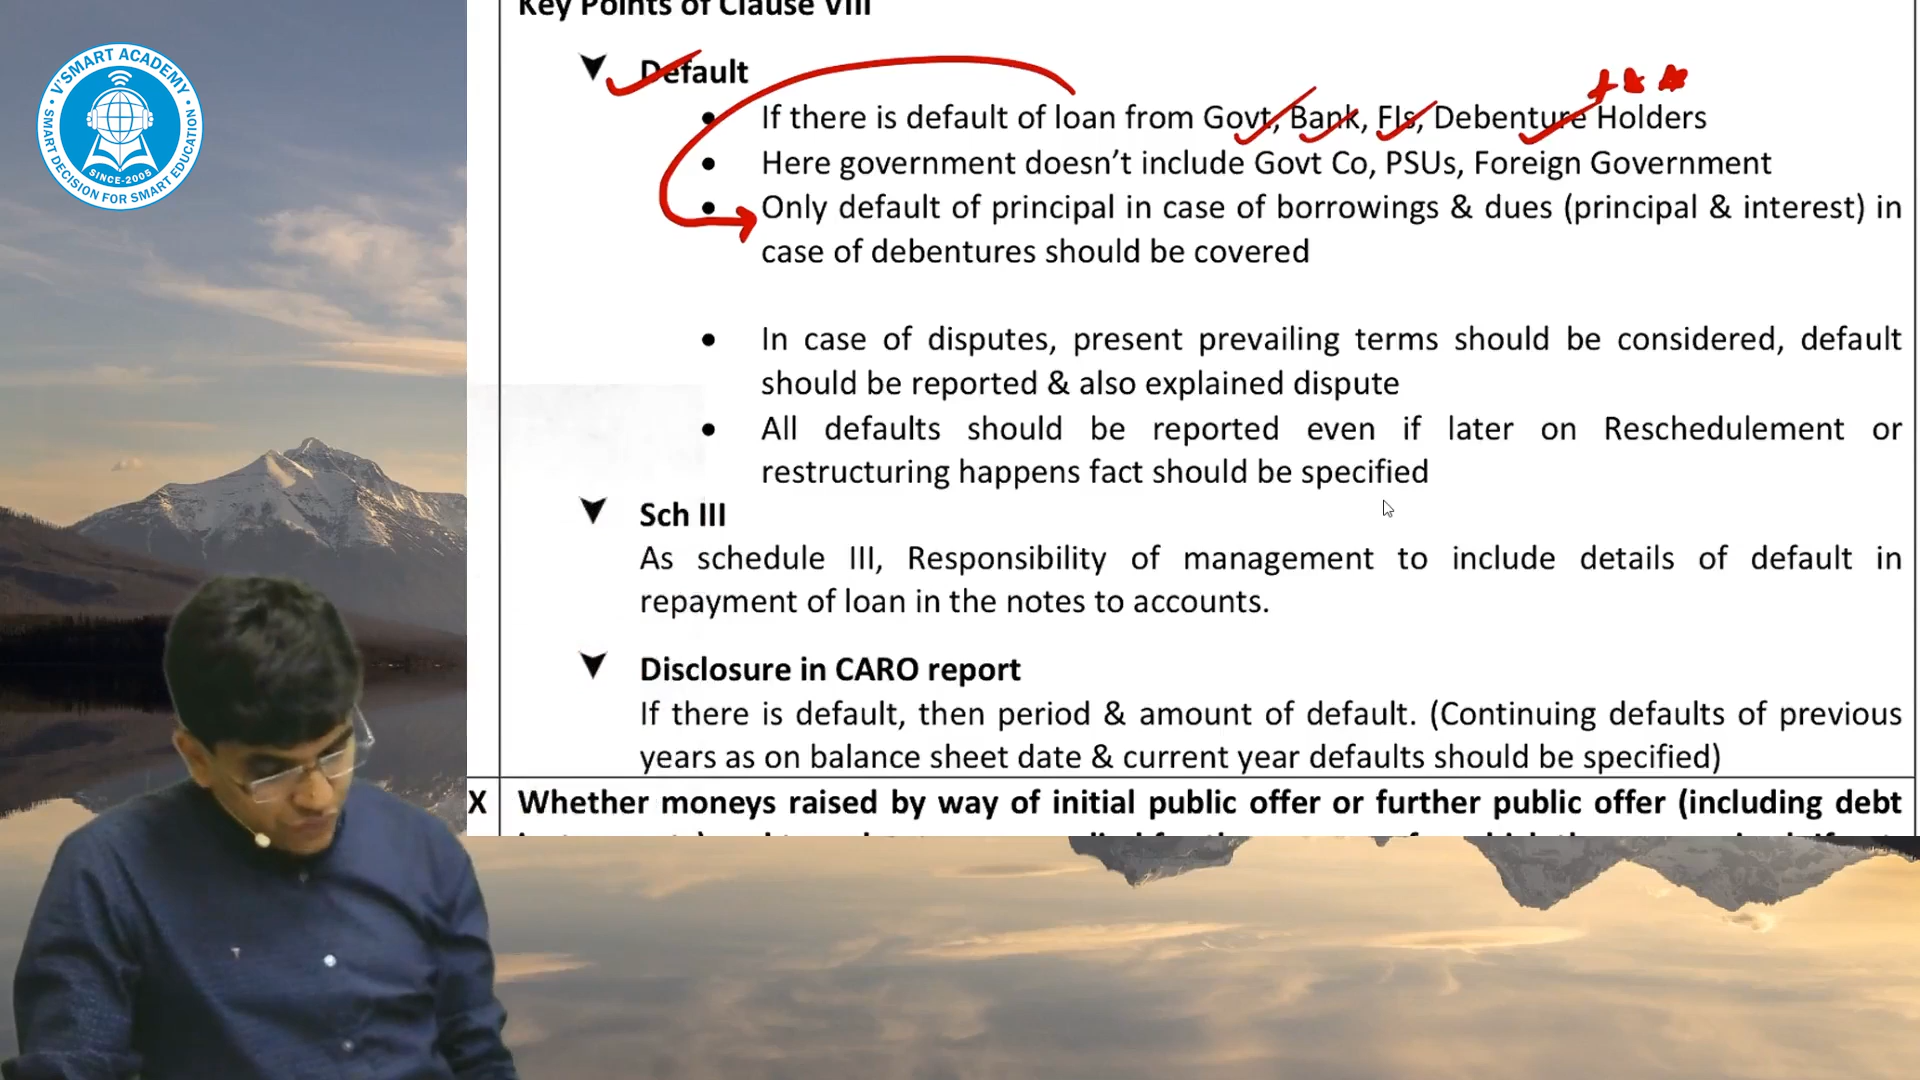 V'SMART ACADEMY
SMART DECISION FOR SMART EDUCATION
SINCE-2005
Key Points of Clause VIII
Default
If there is default of loan from Govt, Bank, FIs, Debenture Holders
Here government doesn't include Govt Co, PSUs, Foreign Government
Only default of principal in case of borrowings & dues (principal & interest) in
case of debentures should be covered
In case of disputes, present prevailing terms should be considered, default
should be reported & also explained dispute
All defaults should be reported even if later on Reschedulement or
restructuring happens fact should be specified
Sch III
As schedule III, Responsibility of management to include details of default in
repayment of loan in the notes to accounts.
Disclosure in CARO report
If there is default, then period & amount of default. (Continuing defaults of previous
years as on balance sheet date & current year defaults should be specified)
X Whether moneys raised by way of initial public offer or further public offer (including debt